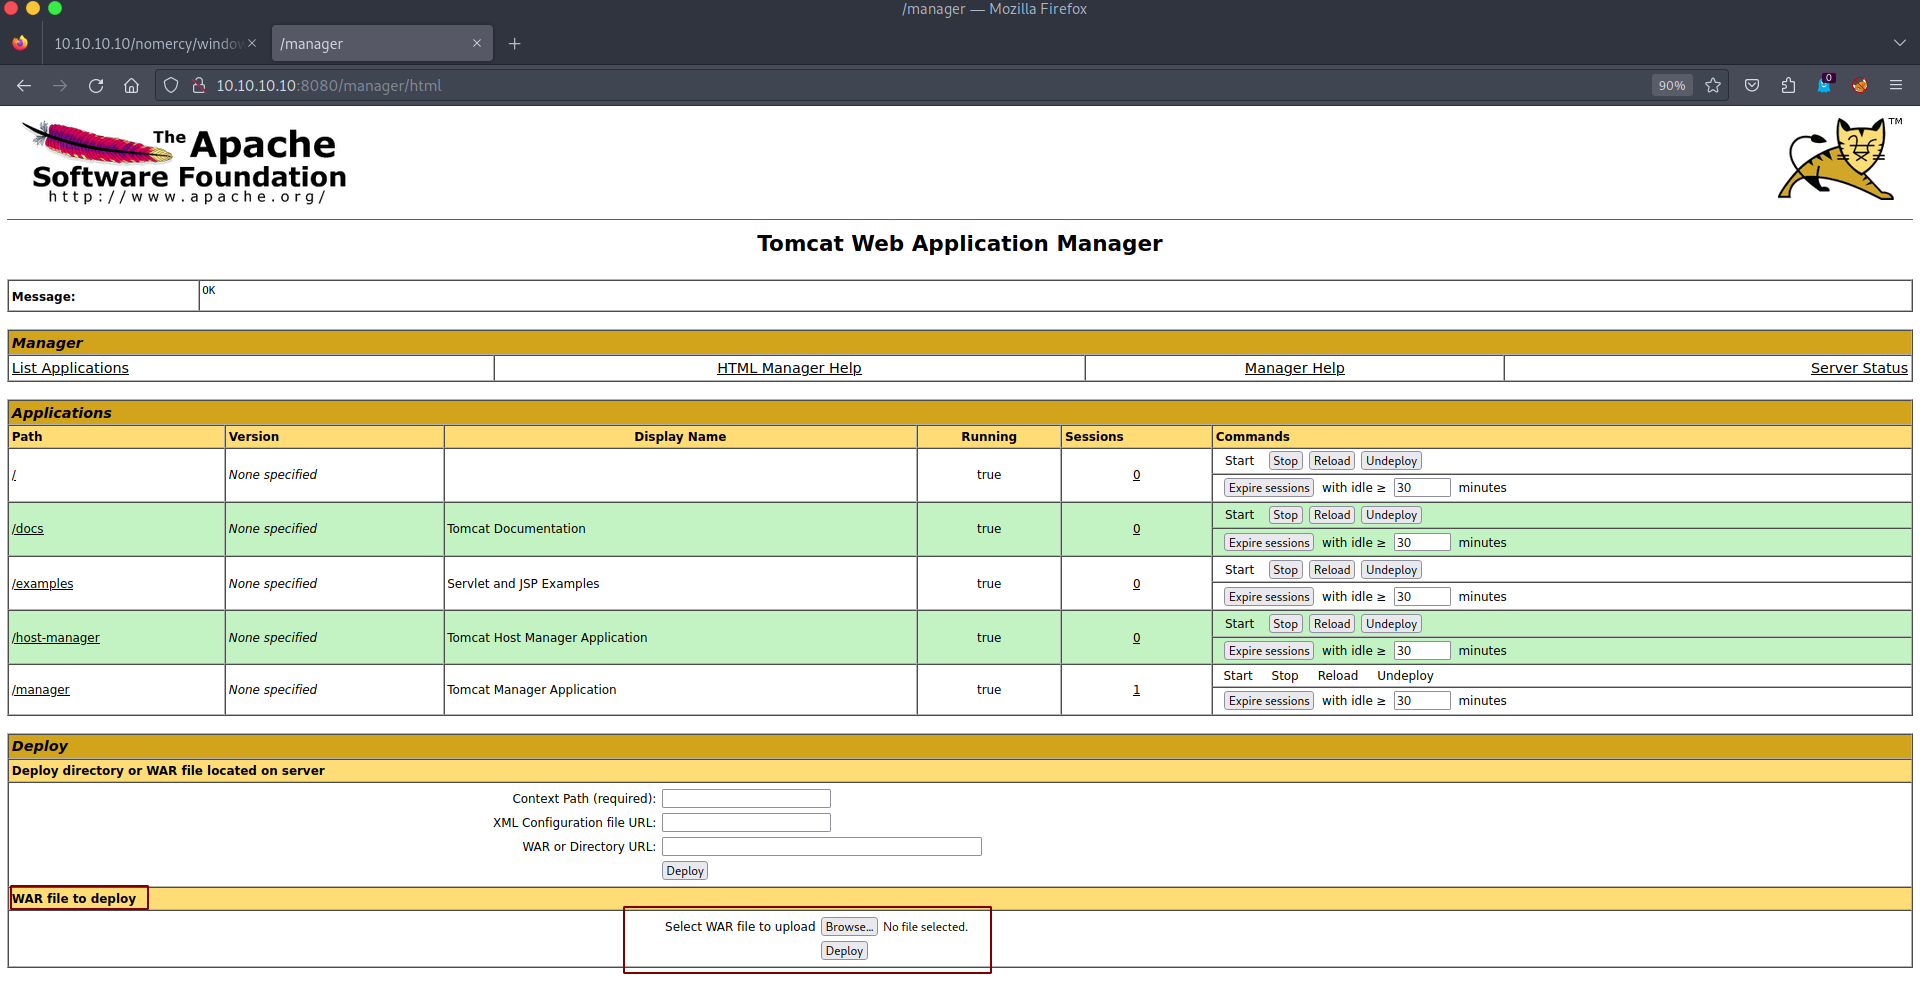 /manager — Mozilla Firefox
10.10.10.10/nomercy/window
/manager
10.10.10.10:8080/manager/html
90%
0
The Apache
Software Foundation
http://www.apache.org/
TM
Tomcat Web Application Manager
Message: OK
Manager
List Applications HTML Manager Help Manager Help Server Status
Applications
Path Version Display Name Running Sessions Commands
/ None specified true 0 Start Stop Reload Undeploy
Expire sessions with idle ≥ 30 minutes
/docs None specified Tomcat Documentation true 0 Start Stop Reload Undeploy
Expire sessions with idle ≥ 30 minutes
/examples None specified Servlet and JSP Examples true 0 Start Stop Reload Undeploy
Expire sessions with idle ≥ 30 minutes
/host-manager None specified Tomcat Host Manager Application true 0 Start Stop Reload Undeploy
Expire sessions with idle ≥ 30 minutes
/manager None specified Tomcat Manager Application true 1 Start Stop Reload Undeploy
Expire sessions with idle ≥ 30 minutes
Deploy
Deploy directory or WAR file located on server
Context Path (required):
XML Configuration file URL:
WAR or Directory URL:
Deploy
WAR file to deploy
Select WAR file to upload Browse... No file selected.
Deploy